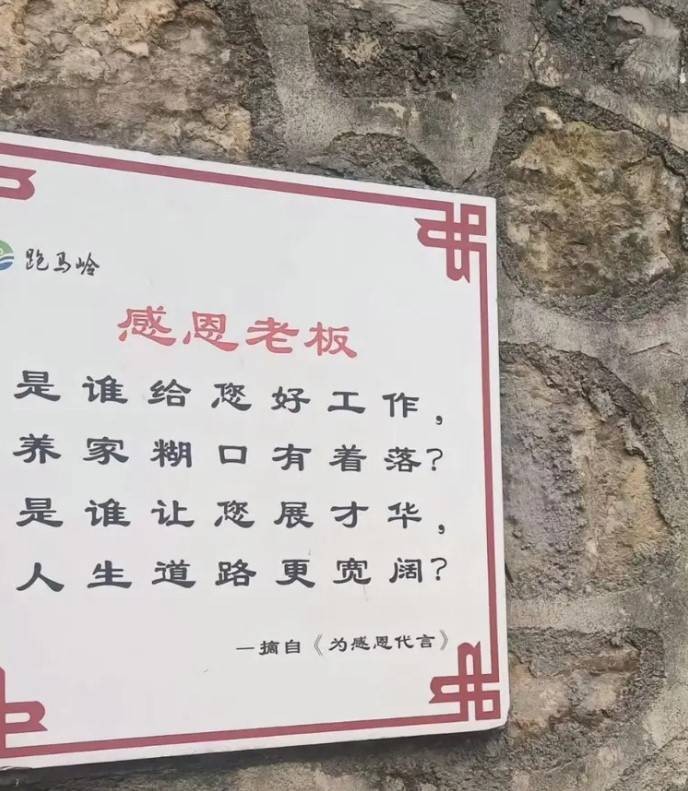 跑马岭
感恩老板
是谁给您好工作，
养家糊口有着落？
是谁让您展才华，
人生道路更宽阔？
—摘自《为感恩代言》